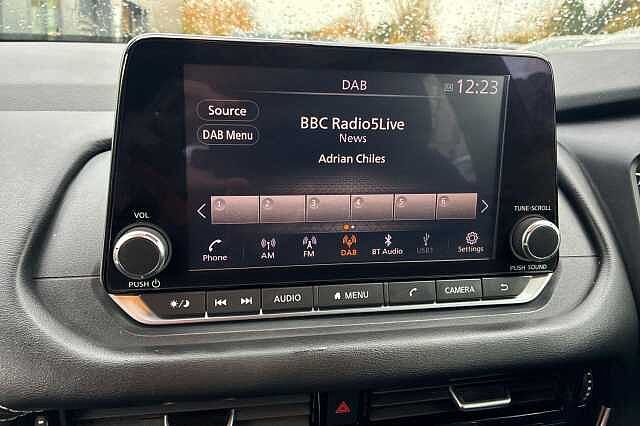 DAB
12:23
Source
BBC Radio5Live
DAB Menu
News
Adrian Chiles
1 2 3 4 5 6
VOL
TUNE·SCROLL
Phone AM FM DAB BT Audio USB1 Settings
PUSH
PUSH SOUND
AUDIO MENU CAMERA